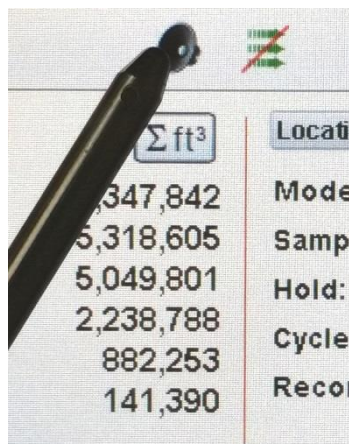 Σ ft³
Locati
,347,842
Mode
5,318,605
Samp
5,049,801
Hold:
2,238,788
Cycle
882,253
Recor
141,390